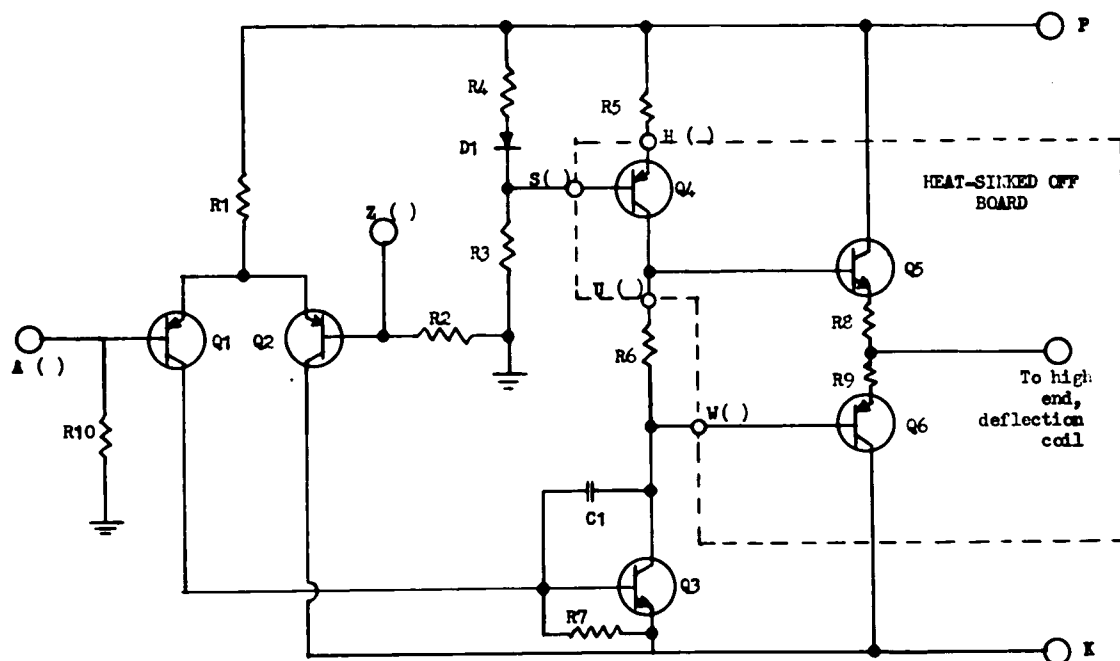 P
R4
R5
H ( )
D1
S( )
Q4
HEAT-SINKED OFF
BOARD
R1
Z ( )
R3
Q5
U ( )
R2
R8
A ( )
Q1
Q2
R6
R9
To high
end,
deflection
coil
W( )
Q6
R10
C1
Q3
R7
K